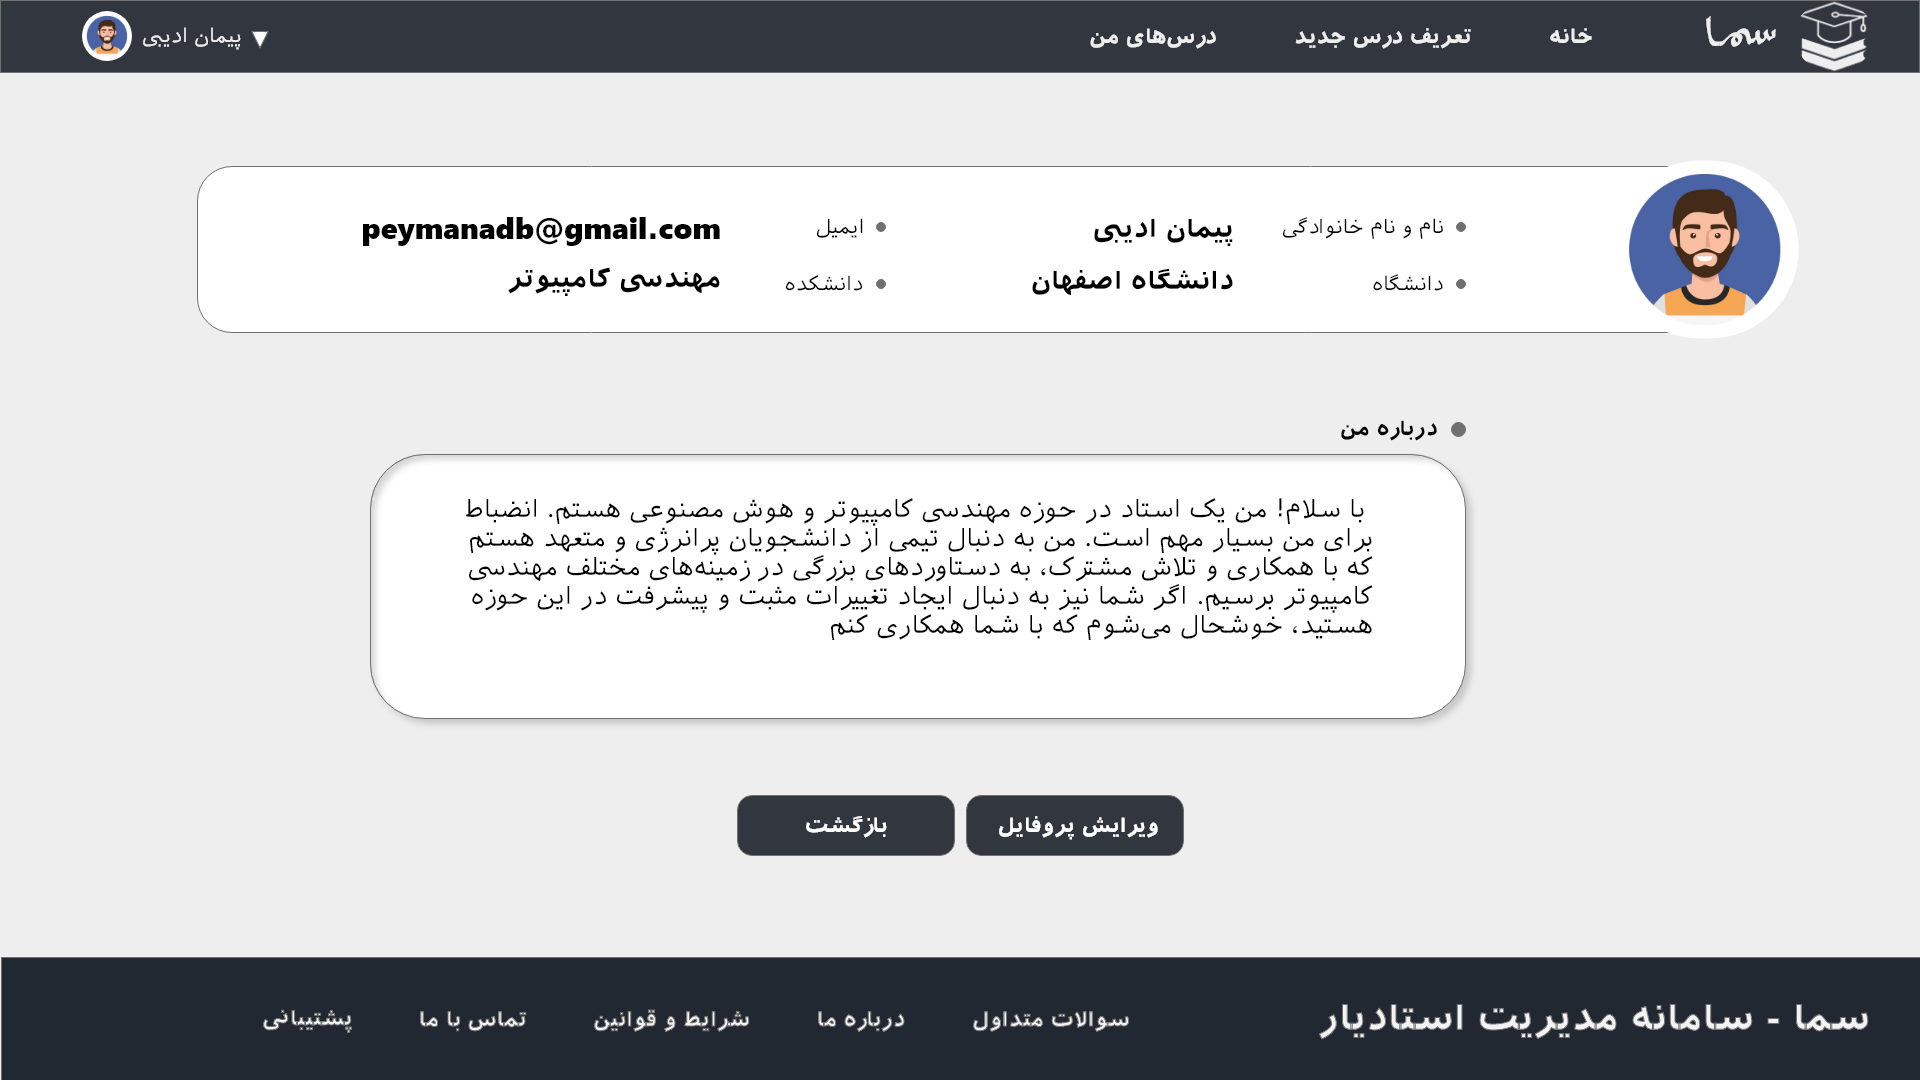 سما
خانه
تعریف درس جدید
درس‌های من
▼ پیمان ادیبی
نام و نام خانوادگی
پیمان ادیبی
ایمیل
peymanadb@gmail.com
دانشگاه
دانشگاه اصفهان
دانشکده
مهندسی کامپیوتر
درباره من
با سلام! من یک استاد در حوزه مهندسی کامپیوتر و هوش مصنوعی هستم. انضباط
برای من بسیار مهم است. من به دنبال تیمی از دانشجویان پرانرژی و متعهد هستم
که با همکاری و تلاش مشترک، به دستاوردهای بزرگی در زمینه‌های مختلف مهندسی
کامپیوتر برسیم. اگر شما نیز به دنبال ایجاد تغییرات مثبت و پیشرفت در این حوزه
هستید، خوشحال می‌شوم که با شما همکاری کنم
ویرایش پروفایل
بازگشت
سما - سامانه مدیریت استادیار
سوالات متداول
درباره ما
شرایط و قوانین
تماس با ما
پشتیبانی